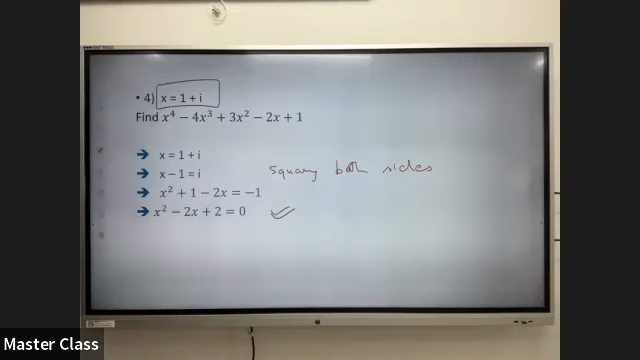 • 4) x = 1 + i
Find x⁴ − 4x³ + 3x² − 2x + 1
➔ x = 1 + i
➔ x − 1 = i
squaring both sides
➔ x² + 1 − 2x = −1
➔ x² − 2x + 2 = 0
Master Class